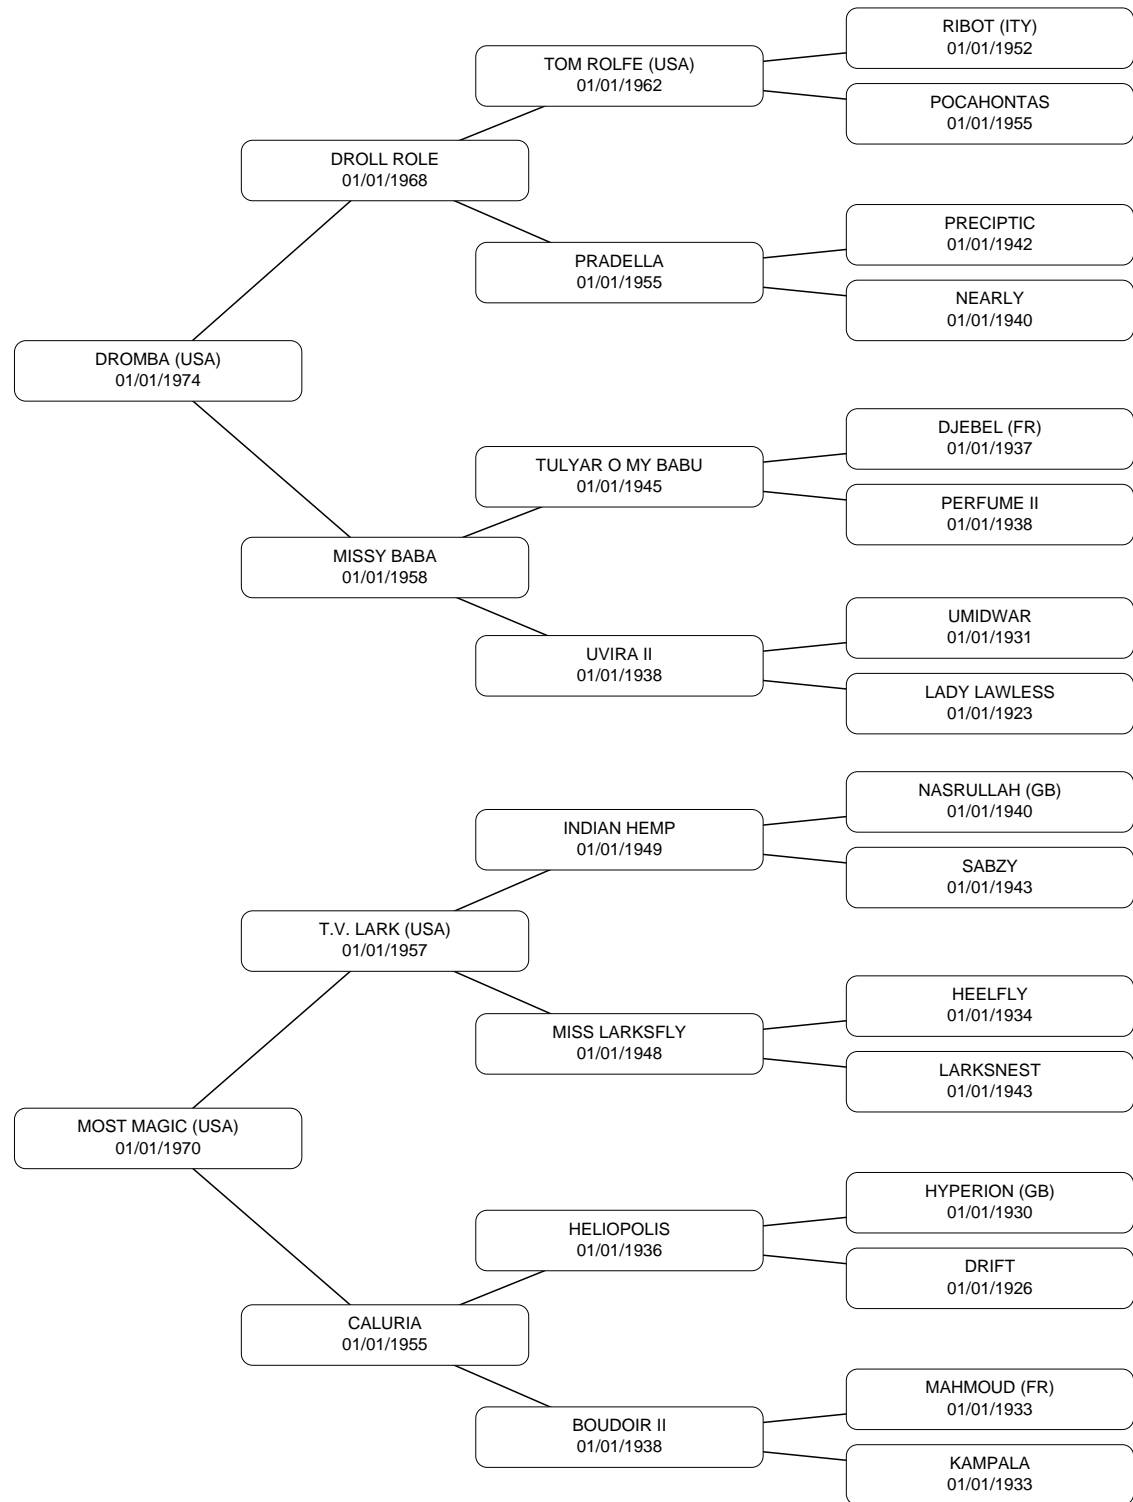 RIBOT (ITY)
01/01/1952
TOM ROLFE (USA)
01/01/1962
POCAHONTAS
01/01/1955
DROLL ROLE
01/01/1968
PRECIPTIC
01/01/1942
PRADELLA
01/01/1955
NEARLY
01/01/1940
DROMBA (USA)
01/01/1974
DJEBEL (FR)
01/01/1937
TULYAR O MY BABU
01/01/1945
PERFUME II
01/01/1938
MISSY BABA
01/01/1958
UMIDWAR
01/01/1931
UVIRA II
01/01/1938
LADY LAWLESS
01/01/1923
NASRULLAH (GB)
01/01/1940
INDIAN HEMP
01/01/1949
SABZY
01/01/1943
T.V. LARK (USA)
01/01/1957
HEELFLY
01/01/1934
MISS LARKSFLY
01/01/1948
LARKSNEST
01/01/1943
MOST MAGIC (USA)
01/01/1970
HYPERION (GB)
01/01/1930
HELIOPOLIS
01/01/1936
DRIFT
01/01/1926
CALURIA
01/01/1955
MAHMOUD (FR)
01/01/1933
BOUDOIR II
01/01/1938
KAMPALA
01/01/1933